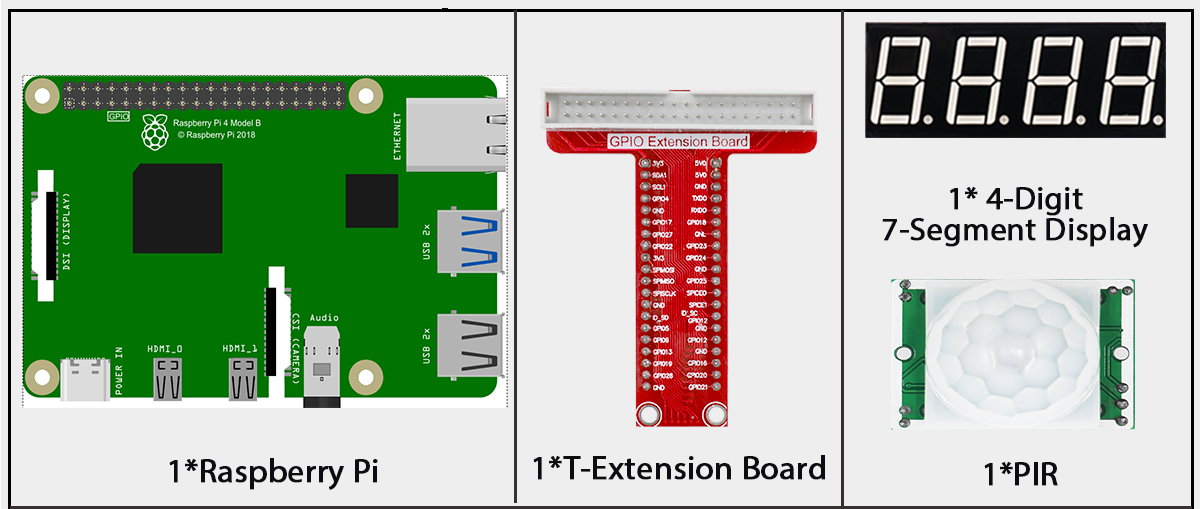 GPIO
Raspberry Pi 4 Model B
© Raspberry Pi 2018
ETHERNET
DSI (DISPLAY)
USB 2x
USB 2x
CSI (CAMERA)
Audio
HDMI_0
HDMI_1
POWER IN
1*Raspberry Pi
GPIO Extension Board
3V3 5V0
SDA1 5V0
SCL1 GND
GPIO4 TXD0
GND RXD0
GPIO17 GPIO18
GPIO27
GPIO22 GPIO23
3V3 GPIO24
SPIMOSI GND
SPIMISO GPIO25
SPISCLK SPICE0
GND SPICE1
ID_SD ID_SC
GPIO12
GPIO5 GND
GPIO6 GPIO12
GPIO13 GND
GPIO19 GPIO16
GPIO26 GPIO20
GND GPIO21
1*T-Extension Board
1* 4-Digit
7-Segment Display
1*PIR